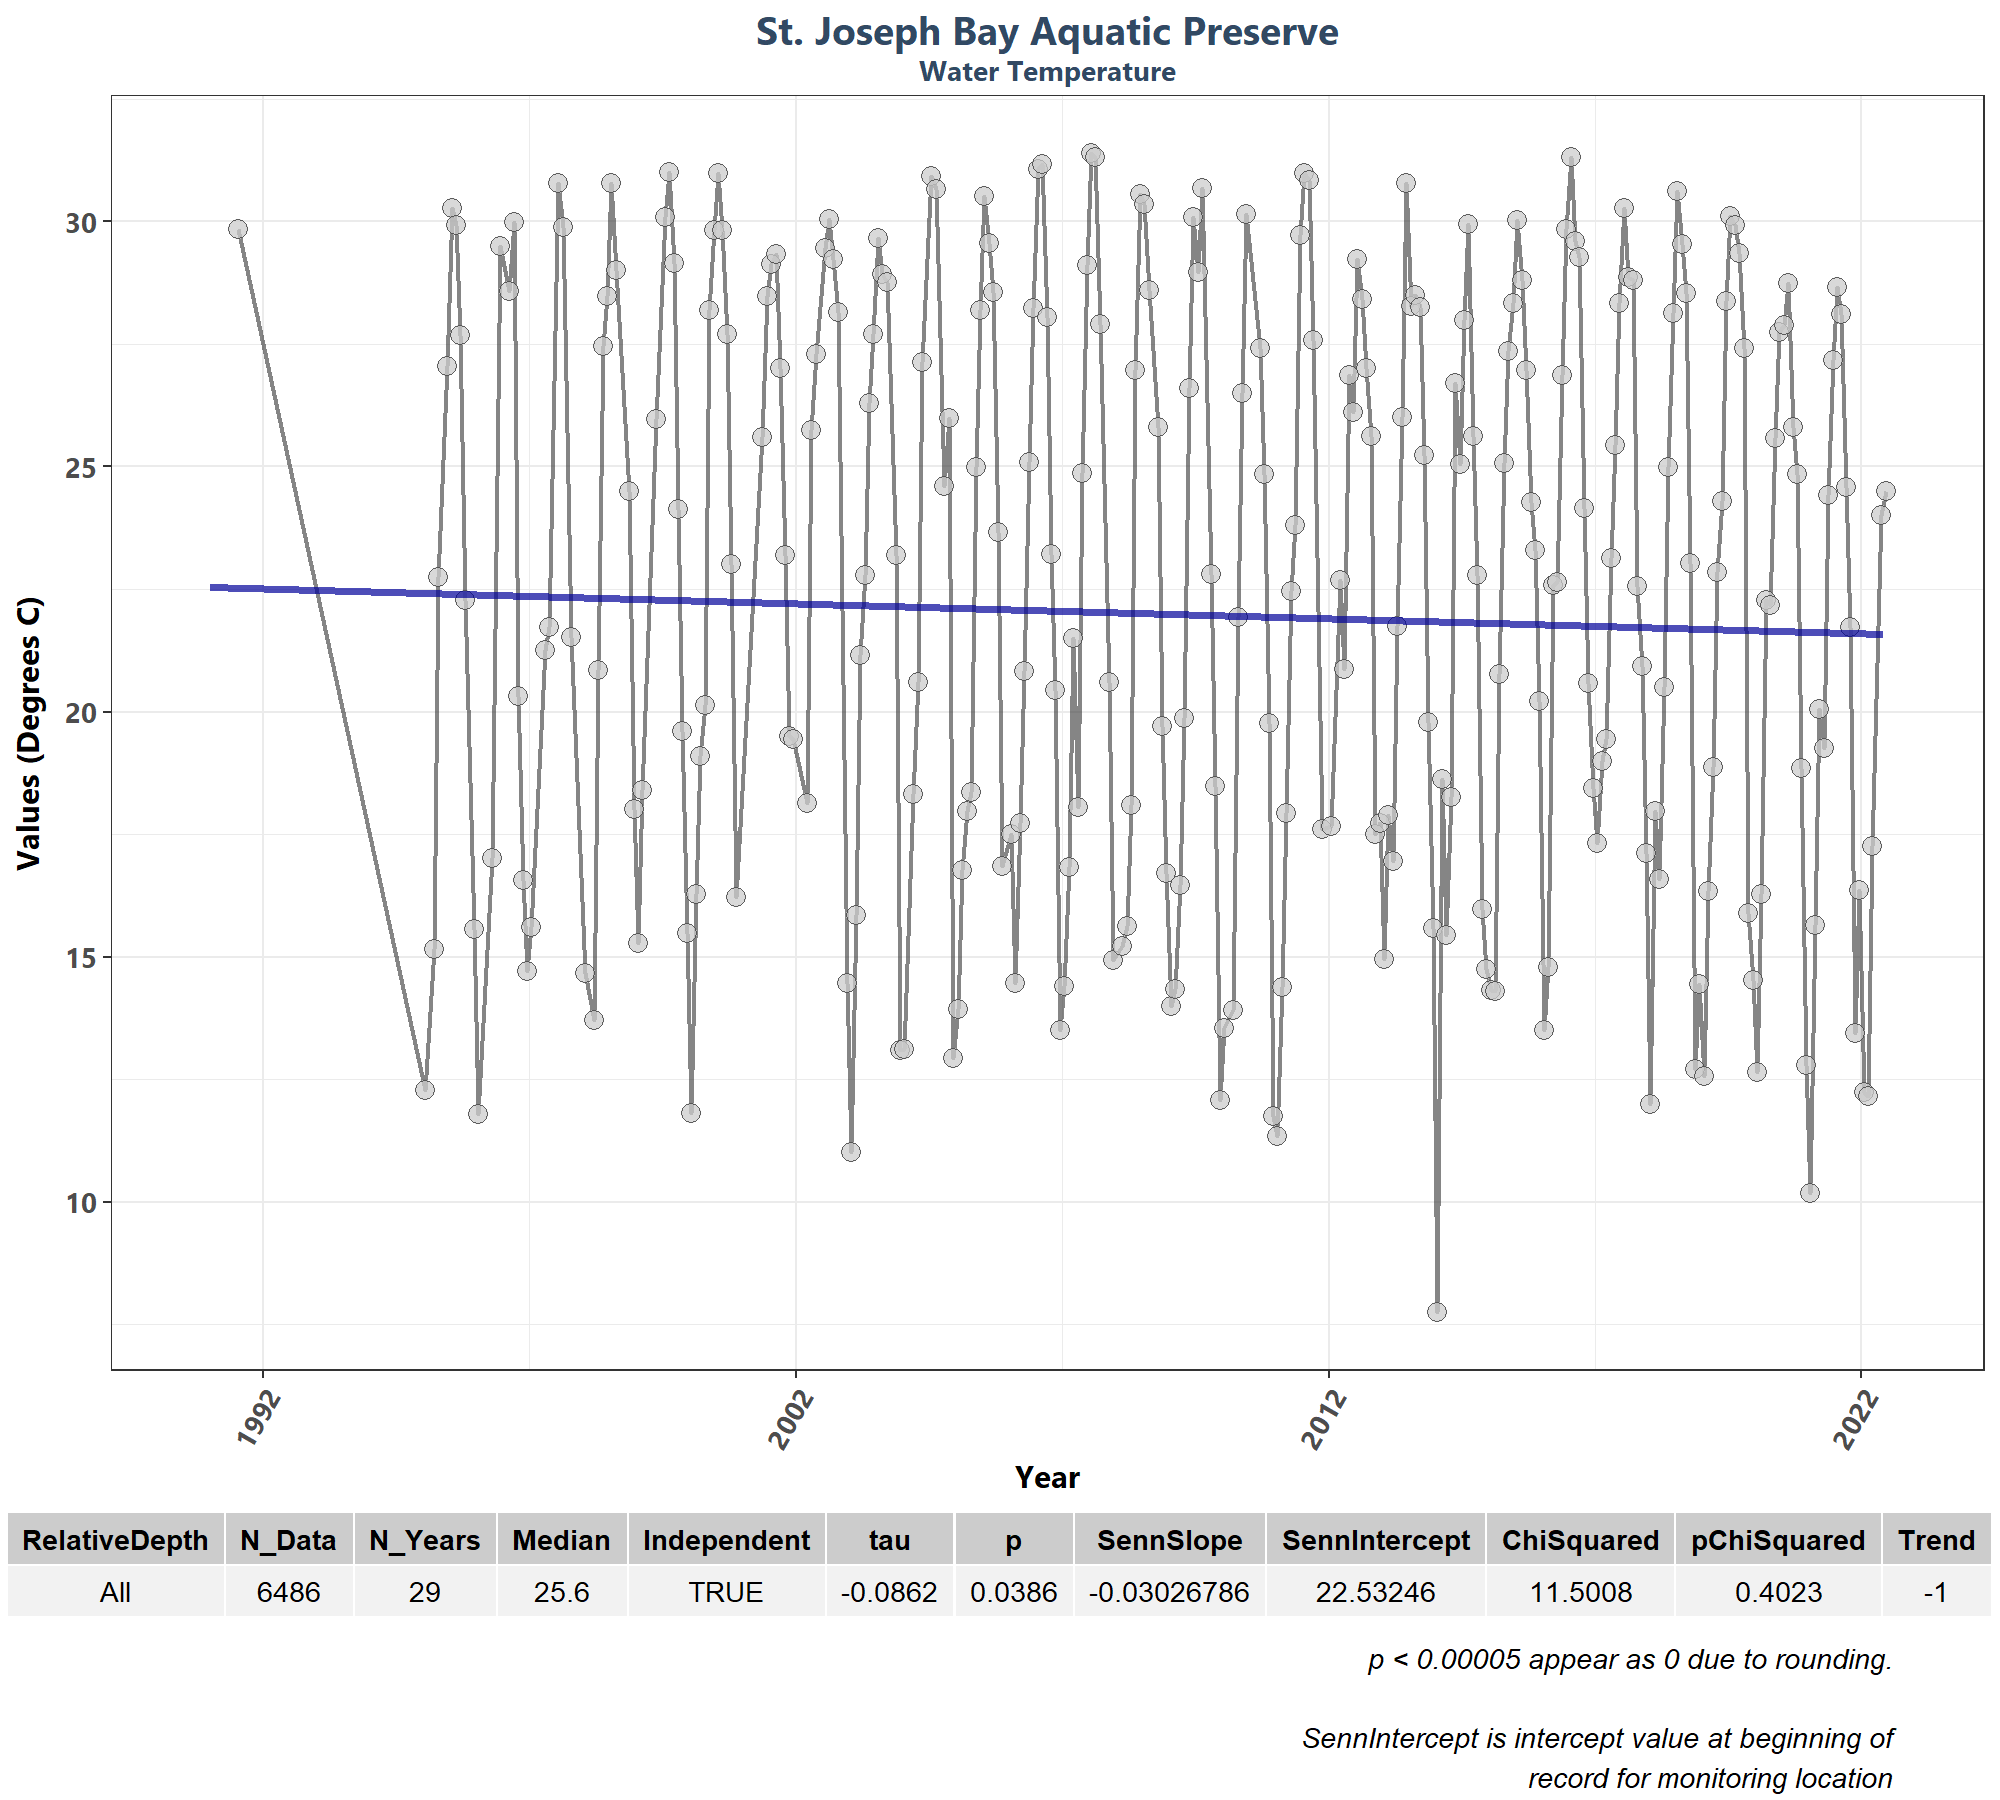 St. Joseph Bay Aquatic Preserve
Water Temperature
Values (Degrees C)
30
25
20
15
10
1992
2002
2012
2022
Year
RelativeDepth N_Data N_Years Median Independent tau p SennSlope SennIntercept ChiSquared pChiSquared Trend
All 6486 29 25.6 TRUE -0.0862 0.0386 -0.03026786 22.53246 11.5008 0.4023 -1
p < 0.00005 appear as 0 due to rounding.
SennIntercept is intercept value at beginning of
record for monitoring location